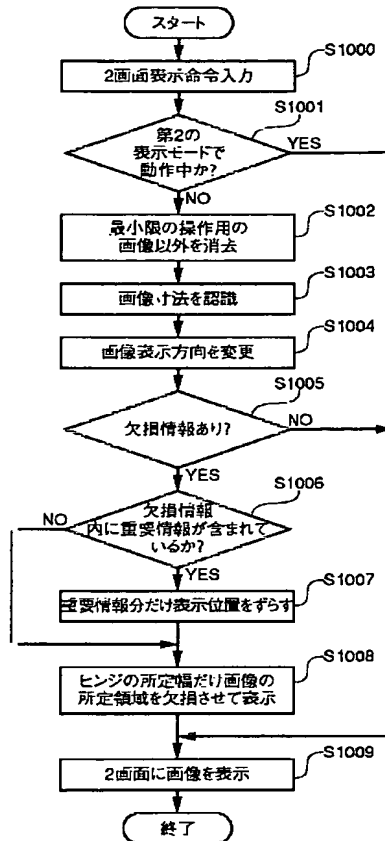 スタート
S1000
2画面表示命令入力
S1001
第2の
表示モードで
動作中か?
YES
NO
S1002
最小限の操作用の
画像以外を消去
S1003
画像寸法を認識
S1004
画像表示方向を変更
S1005
欠損情報あり?
NO
YES
S1006
欠損情報
内に重要情報が含まれて
いるか?
NO
YES
S1007
重要情報分だけ表示位置をずらす
S1008
ヒンジの所定幅だけ画像の
所定領域を欠損させて表示
S1009
2画面に画像を表示
終了